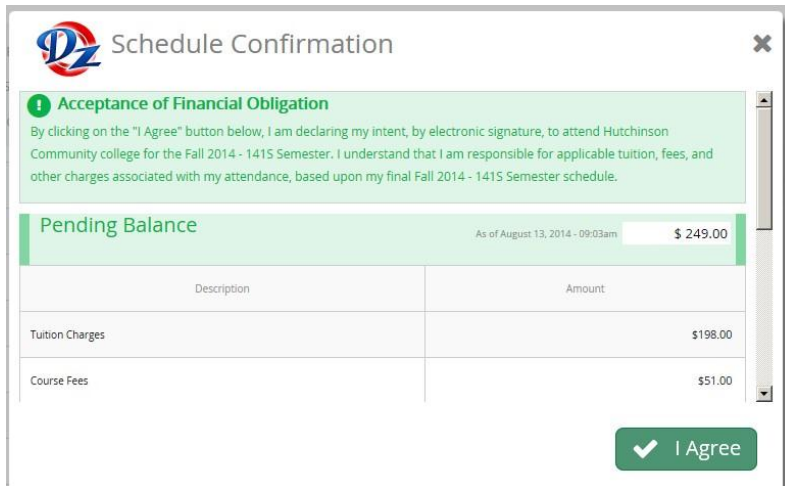 DZ Schedule Confirmation
Acceptance of Financial Obligation
By clicking on the "I Agree" button below, I am declaring my intent, by electronic signature, to attend Hutchinson
Community college for the Fall 2014 - 141S Semester. I understand that I am responsible for applicable tuition, fees, and
other charges associated with my attendance, based upon my final Fall 2014 - 141S Semester schedule.
Pending Balance As of August 13, 2014 - 09:03am $ 249.00
Description Amount
Tuition Charges $198.00
Course Fees $51.00
I Agree